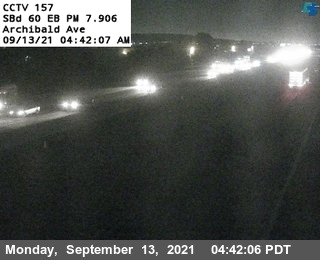 CCTV 157
SBd 60 EB PM 7.906
Archibald Ave
09/13/21 04:42:07 AM
Monday, September 13, 2021 04:42:06 PDT